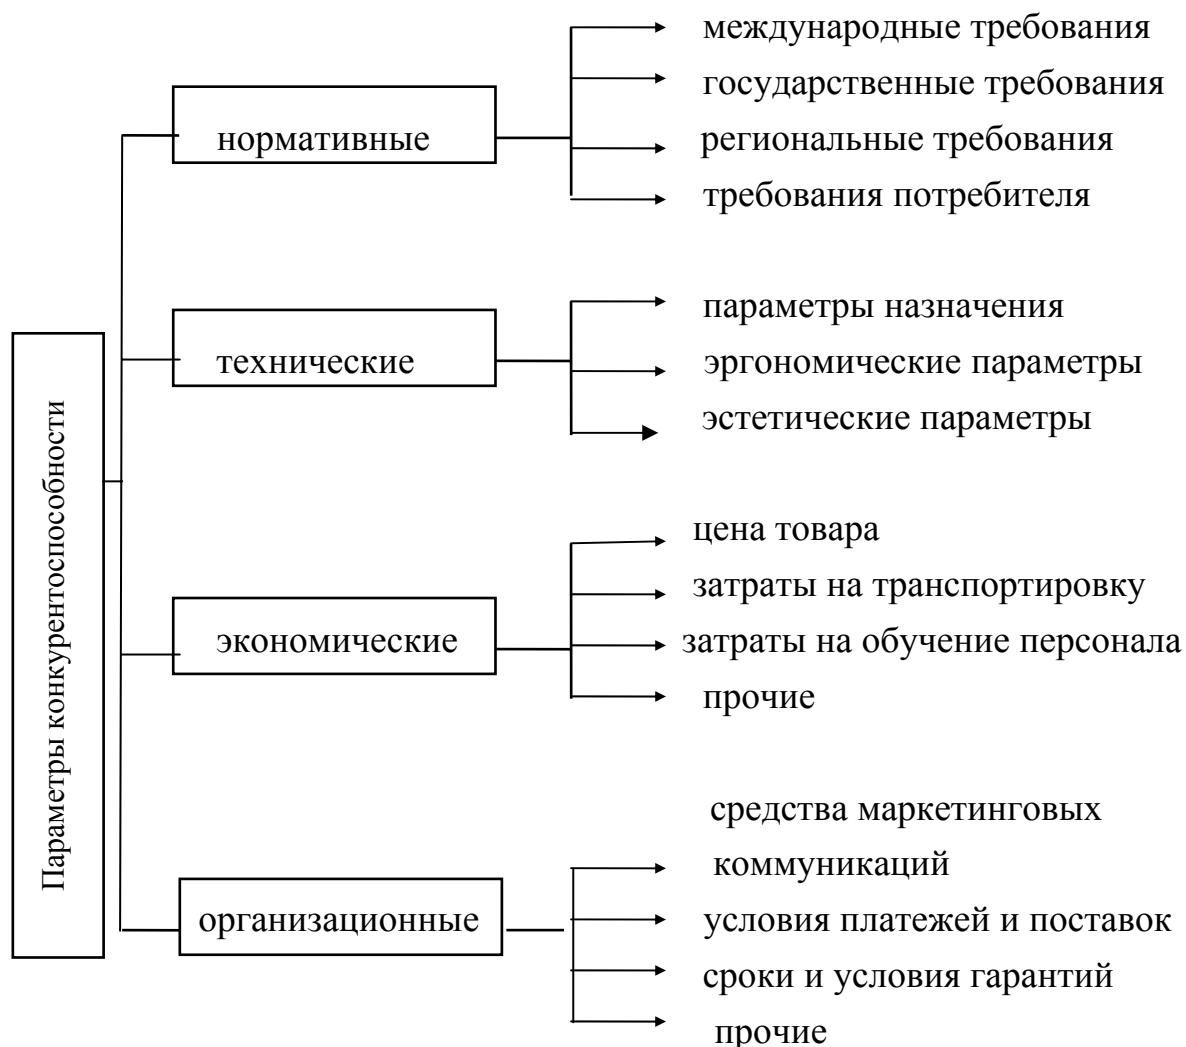 Параметры конкурентоспособности
нормативные
международные требования
государственные требования
региональные требования
требования потребителя
технические
параметры назначения
эргономические параметры
эстетические параметры
экономические
цена товара
затраты на транспортировку
затраты на обучение персонала
прочие
организационные
средства маркетинговых
коммуникаций
условия платежей и поставок
сроки и условия гарантий
прочие